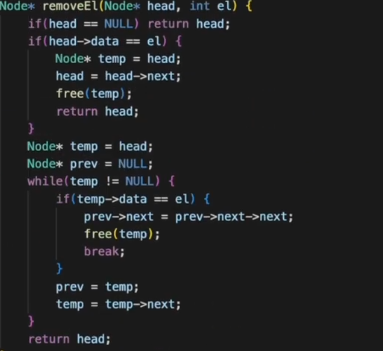 Node* removeEl(Node* head, int el) {
    if(head == NULL) return head;
    if(head->data == el) {
        Node* temp = head;
        head = head->next;
        free(temp);
        return head;
    }
    Node* temp = head;
    Node* prev = NULL;
    while(temp != NULL) {
        if(temp->data == el) {
            prev->next = prev->next->next;
            free(temp);
            break;
        }
        prev = temp;
        temp = temp->next;
    }
    return head;